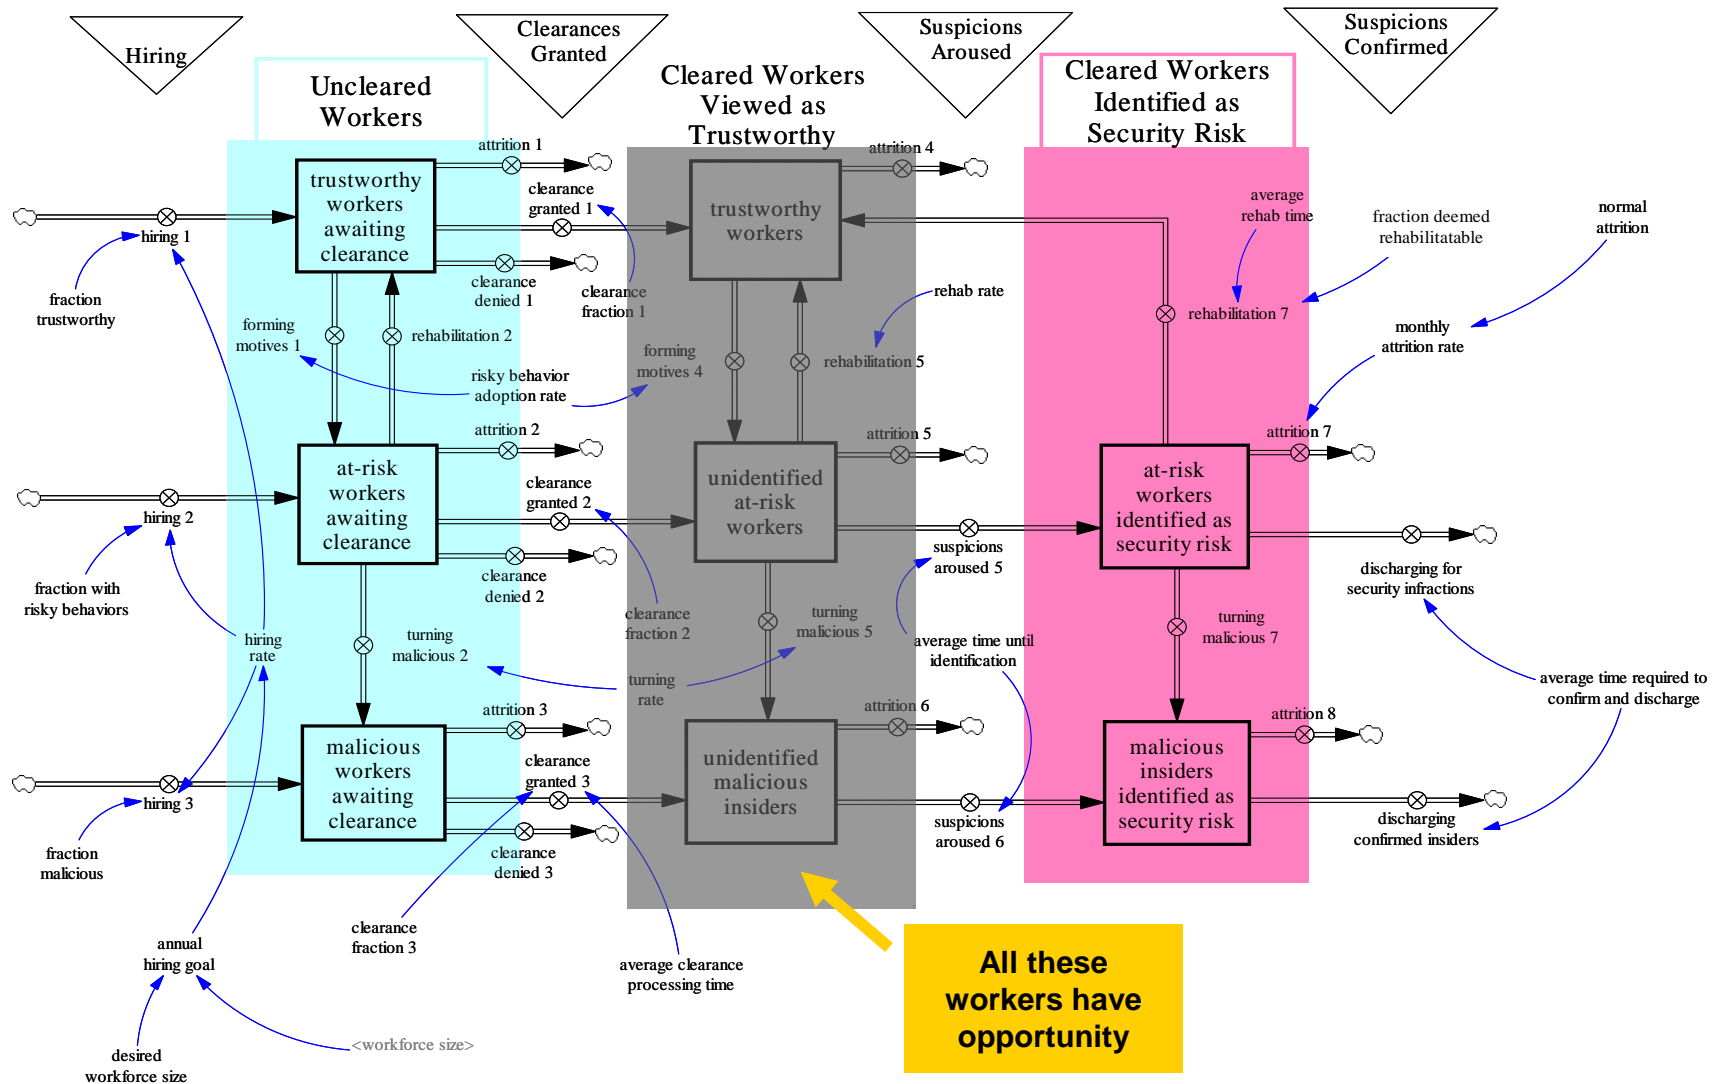 Hiring
Clearances
Granted
Suspicions
Aroused
Suspicions
Confirmed
Uncleared
Workers
Cleared Workers
Viewed as
Trustworthy
Cleared Workers
Identified as
Security Risk
attrition 1
trustworthy
workers
awaiting
clearance
clearance
granted 1
clearance
denied 1
clearance
fraction 1
hiring 1
fraction
trustworthy
attrition 4
trustworthy
workers
average
rehab time
fraction deemed
rehabilitatable
normal
attrition
rehab rate
rehabilitation 7
monthly
attrition rate
forming
motives 1
rehabilitation 2
risky behavior
adoption rate
forming
motives 4
rehabilitation 5
attrition 2
at-risk
workers
awaiting
clearance
clearance
granted 2
clearance
denied 2
clearance
fraction 2
hiring 2
fraction with
risky behaviors
attrition 5
unidentified
at-risk
workers
suspicions
aroused 5
attrition 7
at-risk
workers
identified as
security risk
discharging for
security infractions
hiring
rate
turning
malicious 2
turning
rate
turning
malicious 5
average time until
identification
turning
malicious 7
average time required to
confirm and discharge
attrition 3
malicious
workers
awaiting
clearance
clearance
granted 3
clearance
denied 3
hiring 3
fraction
malicious
attrition 6
unidentified
malicious
insiders
suspicions
aroused 6
attrition 8
malicious
insiders
identified as
security risk
discharging
confirmed insiders
clearance
fraction 3
annual
hiring goal
average clearance
processing time
All these
workers have
opportunity
desired
workforce size
<workforce size>